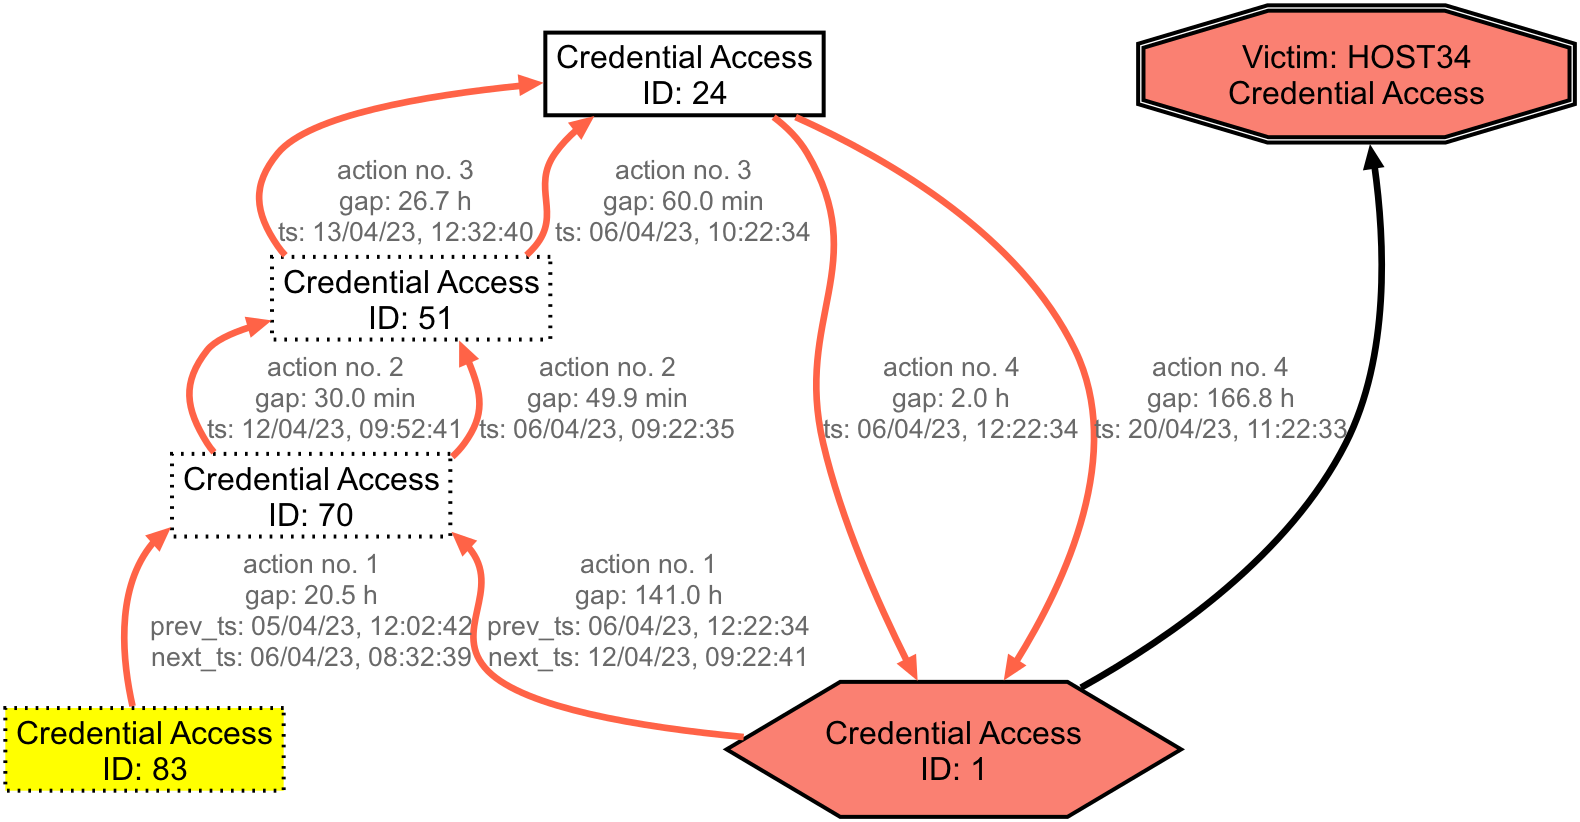 Credential Access
ID: 24
Victim: HOST34
Credential Access
action no. 3
gap: 26.7 h
ts: 13/04/23, 12:32:40
action no. 3
gap: 60.0 min
ts: 06/04/23, 10:22:34
Credential Access
ID: 51
action no. 2
gap: 30.0 min
ts: 12/04/23, 09:52:41
action no. 2
gap: 49.9 min
ts: 06/04/23, 09:22:35
action no. 4
gap: 2.0 h
ts: 06/04/23, 12:22:34
action no. 4
gap: 166.8 h
ts: 20/04/23, 11:22:33
Credential Access
ID: 70
action no. 1
gap: 20.5 h
prev_ts: 05/04/23, 12:02:42
next_ts: 06/04/23, 08:32:39
action no. 1
gap: 141.0 h
prev_ts: 06/04/23, 12:22:34
next_ts: 12/04/23, 09:22:41
Credential Access
ID: 83
Credential Access
ID: 1